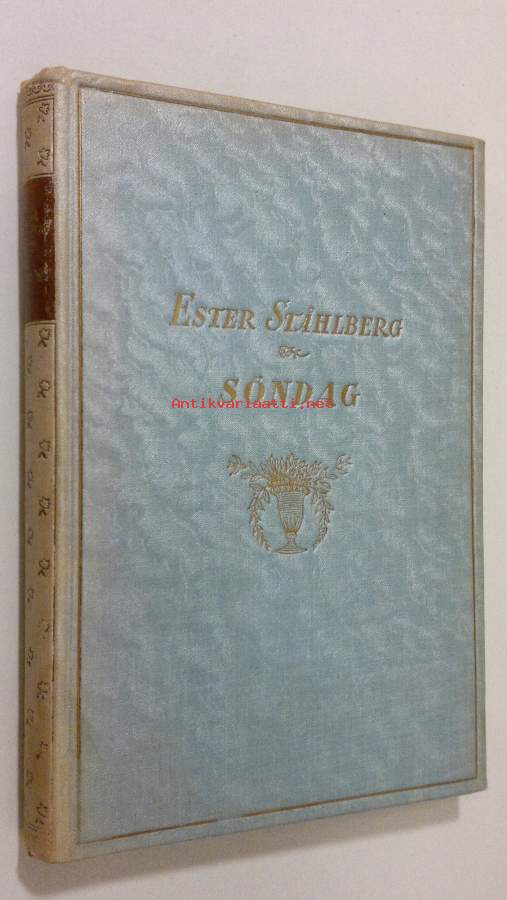 ESTER STÅHLBERG
SÖNDAG
Antikvariaatti.net